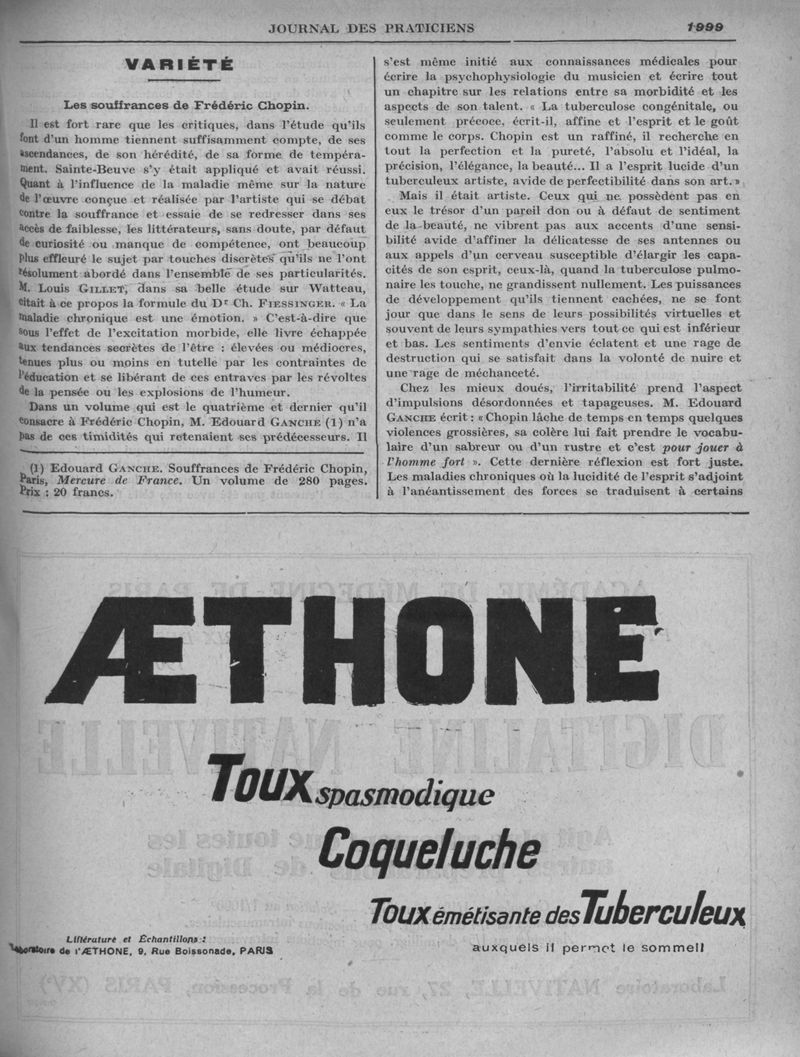 JOURNAL DES PRATICIENS
1999
VARIÉTÉ
Les souffrances de Frédéric Chopin.
Il est fort rare que les critiques, dans l'étude qu'ils
font d'un homme tiennent suffisamment compte, de ses
ascendances, de son hérédité, de sa forme de tempéra-
ment. Sainte-Beuve s'y était appliqué et avait réussi.
Quant à l'influence de la maladie même sur la nature
de l'œuvre conçue et réalisée par l'artiste qui se débat
contre la souffrance et essaie de se redresser dans ses
accès de faiblesse, les littérateurs, sans doute, par défaut
de curiosité ou manque de compétence, ont beaucoup
plus effleuré le sujet par touches discrètes qu'ils ne l'ont
résolument abordé dans l'ensemble de ses particularités.
M. Louis GILLET, dans sa belle étude sur Watteau,
citait à ce propos la formule du Dr Ch. FIESSINGER. « La
maladie chronique est une émotion. » C'est-à-dire que
sous l'effet de l'excitation morbide, elle livre échappée
aux tendances secrètes de l'être : élevées ou médiocres,
tenues plus ou moins en tutelle par les contraintes de
l'éducation et se libérant de ces entraves par les révoltes
de la pensée ou les explosions de l'humeur.
Dans un volume qui est le quatrième et dernier qu'il
consacre à Frédéric Chopin, M. Edouard GANCHE (1) n'a
pas de ces timidités qui retenaient ses prédécesseurs. Il
(1) Edouard GANCHE. Souffrances de Frédéric Chopin,
Paris, Mercure de France. Un volume de 280 pages.
Prix : 20 francs.
s'est même initié aux connaissances médicales pour
écrire la psychophysiologie du musicien et écrire tout
un chapitre sur les relations entre sa morbidité et les
aspects de son talent. « La tuberculose congénitale, ou
seulement précoce, écrit-il, affine et l'esprit et le goût
comme le corps. Chopin est un raffiné, il recherche en
tout la perfection et la pureté, l'absolu et l'idéal, la
précision, l'élégance, la beauté... Il a l'esprit lucide d'un
tuberculeux artiste, avide de perfectibilité dans son art. »
Mais il était artiste. Ceux qui ne possèdent pas en
eux le trésor d'un pareil don ou à défaut de sentiment
de la beauté, ne vibrent pas aux accents d'une sensi-
bilité avide d'affiner la délicatesse de ses antennes ou
aux appels d'un cerveau susceptible d'élargir les capa-
cités de son esprit, ceux-là, quand la tuberculose pulmo-
naire les touche, ne grandissent nullement. Les puissances
de développement qu'ils tiennent cachées, ne se font
jour que dans le sens de leurs possibilités virtuelles et
souvent de leurs sympathies vers tout ce qui est inférieur
et bas. Les sentiments d'envie éclatent et une rage de
destruction qui se satisfait dans la volonté de nuire et
une rage de méchanceté.
Chez les mieux doués, l'irritabilité prend l'aspect
d'impulsions désordonnées et tapageuses. M. Edouard
GANCHE écrit : « Chopin lâche de temps en temps quelques
violences grossières, sa colère lui fait prendre le vocabu-
laire d'un sabreur ou d'un rustre et c'est pour jouer à
l'homme fort ». Cette dernière réflexion est fort juste.
Les maladies chroniques où la lucidité de l'esprit s'adjoint
à l'anéantissement des forces se traduisent à certains
ÆTHONE
Toux spasmodique
Coqueluche
Toux émétisante des Tuberculeux
auxquels il permet le sommeil
Littérature et Échantillons :
Laboratoire de l'ÆTHONE, 9, Rue Boissonade, PARIS